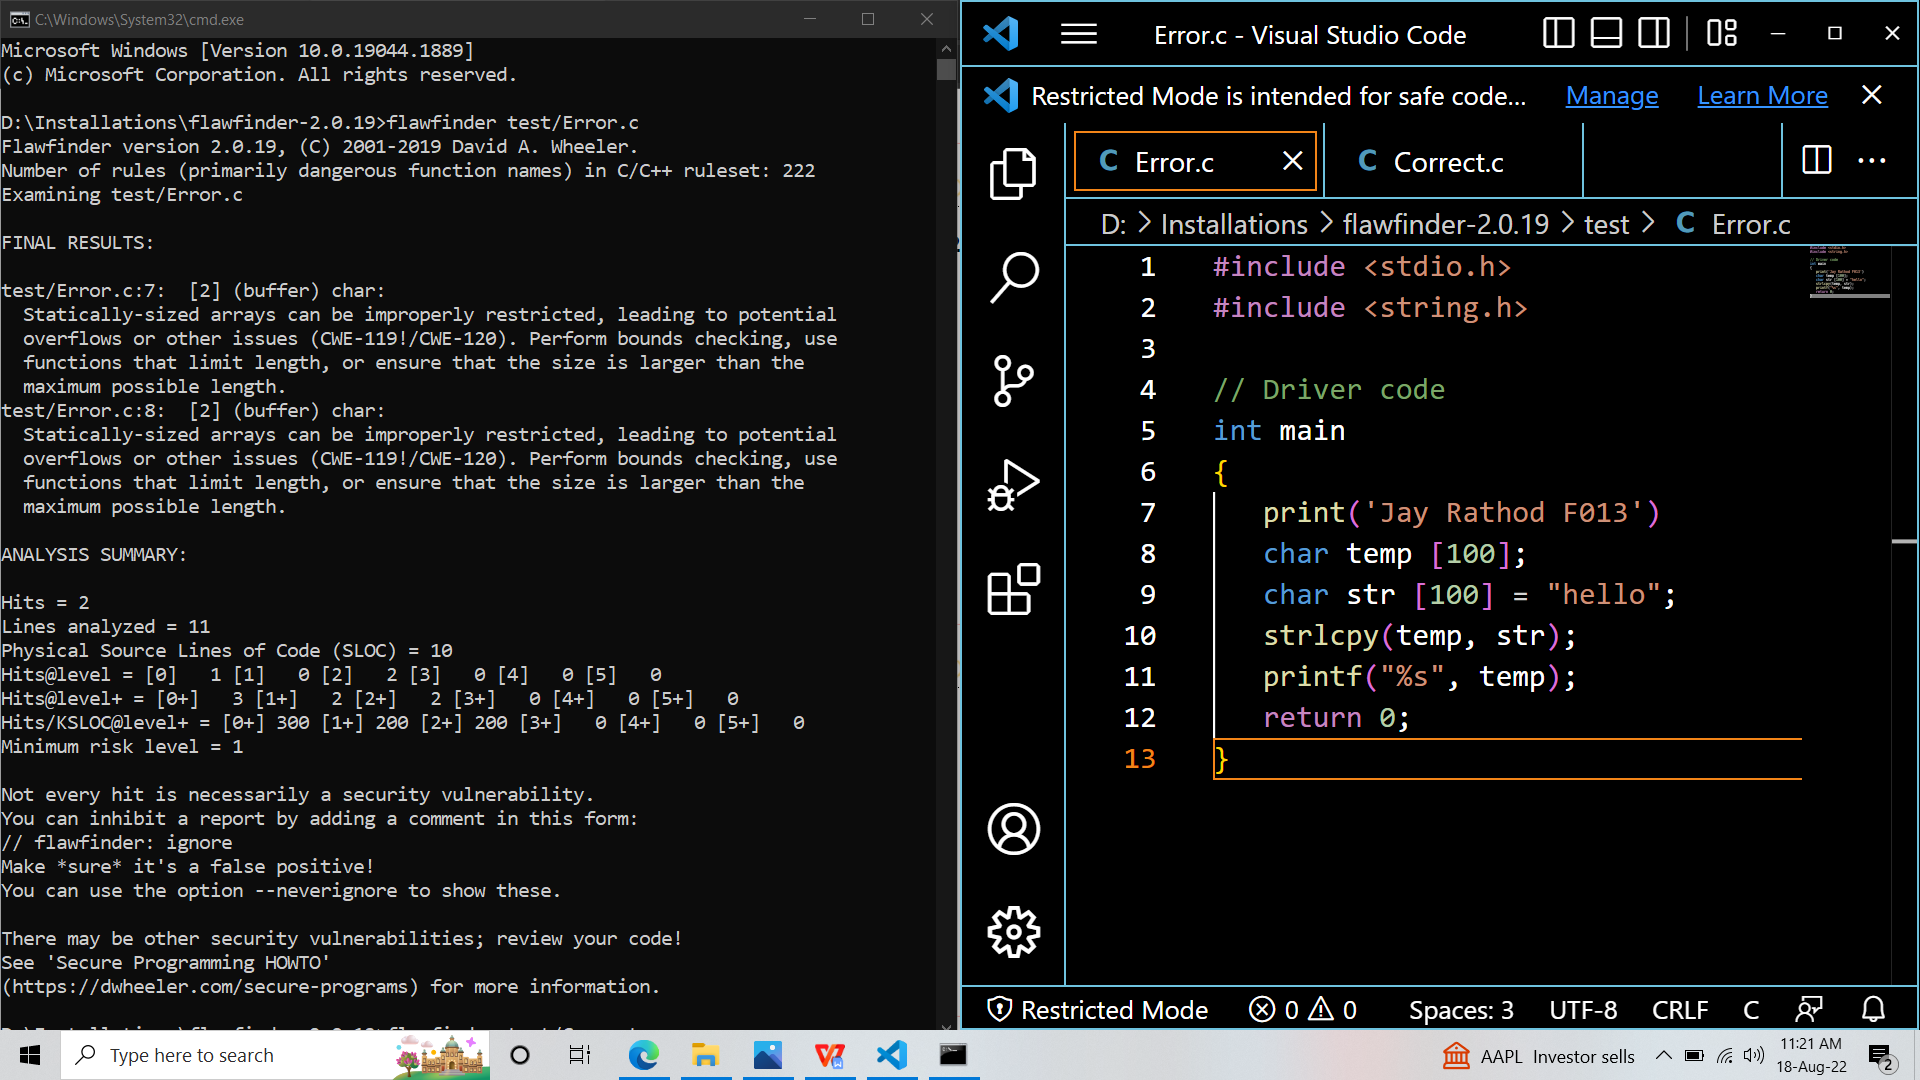 C:\Windows\System32\cmd.exe
Microsoft Windows [Version 10.0.19044.1889]
(c) Microsoft Corporation. All rights reserved.
D:\Installations\flawfinder-2.0.19>flawfinder test/Error.c
Flawfinder version 2.0.19, (C) 2001-2019 David A. Wheeler.
Number of rules (primarily dangerous function names) in C/C++ ruleset: 222
Examining test/Error.c
FINAL RESULTS:
test/Error.c:7:  [2] (buffer) char:
Statically-sized arrays can be improperly restricted, leading to potential
overflows or other issues (CWE-119!/CWE-120). Perform bounds checking, use
functions that limit length, or ensure that the size is larger than the
maximum possible length.
test/Error.c:8:  [2] (buffer) char:
Statically-sized arrays can be improperly restricted, leading to potential
overflows or other issues (CWE-119!/CWE-120). Perform bounds checking, use
functions that limit length, or ensure that the size is larger than the
maximum possible length.
ANALYSIS SUMMARY:
Hits = 2
Lines analyzed = 11
Physical Source Lines of Code (SLOC) = 10
Hits@level = [0]   1 [1]   0 [2]   2 [3]   0 [4]   0 [5]   0
Hits@level+ = [0+]   3 [1+]   2 [2+]   2 [3+]   0 [4+]   0 [5+]   0
Hits/KSLOC@level+ = [0+] 300 [1+] 200 [2+] 200 [3+]   0 [4+]   0 [5+]   0
Minimum risk level = 1
Not every hit is necessarily a security vulnerability.
You can inhibit a report by adding a comment in this form:
// flawfinder: ignore
Make *sure* it's a false positive!
You can use the option --neverignore to show these.
There may be other security vulnerabilities; review your code!
See 'Secure Programming HOWTO'
(https://dwheeler.com/secure-programs) for more information.
Error.c - Visual Studio Code
Restricted Mode is intended for safe code... Manage Learn More
Error.c Correct.c
D: > Installations > flawfinder-2.0.19 > test > C Error.c
1 #include <stdio.h>
2 #include <string.h>
3
4 // Driver code
5 int main
6 {
7 print('Jay Rathod F013')
8 char temp [100];
9 char str [100] = "hello";
10 strlcpy(temp, str);
11 printf("%s", temp);
12 return 0;
13 }
Restricted Mode 0 0 Spaces: 3 UTF-8 CRLF C
Type here to search
AAPL Investor sells
11:21 AM
18-Aug-22
2